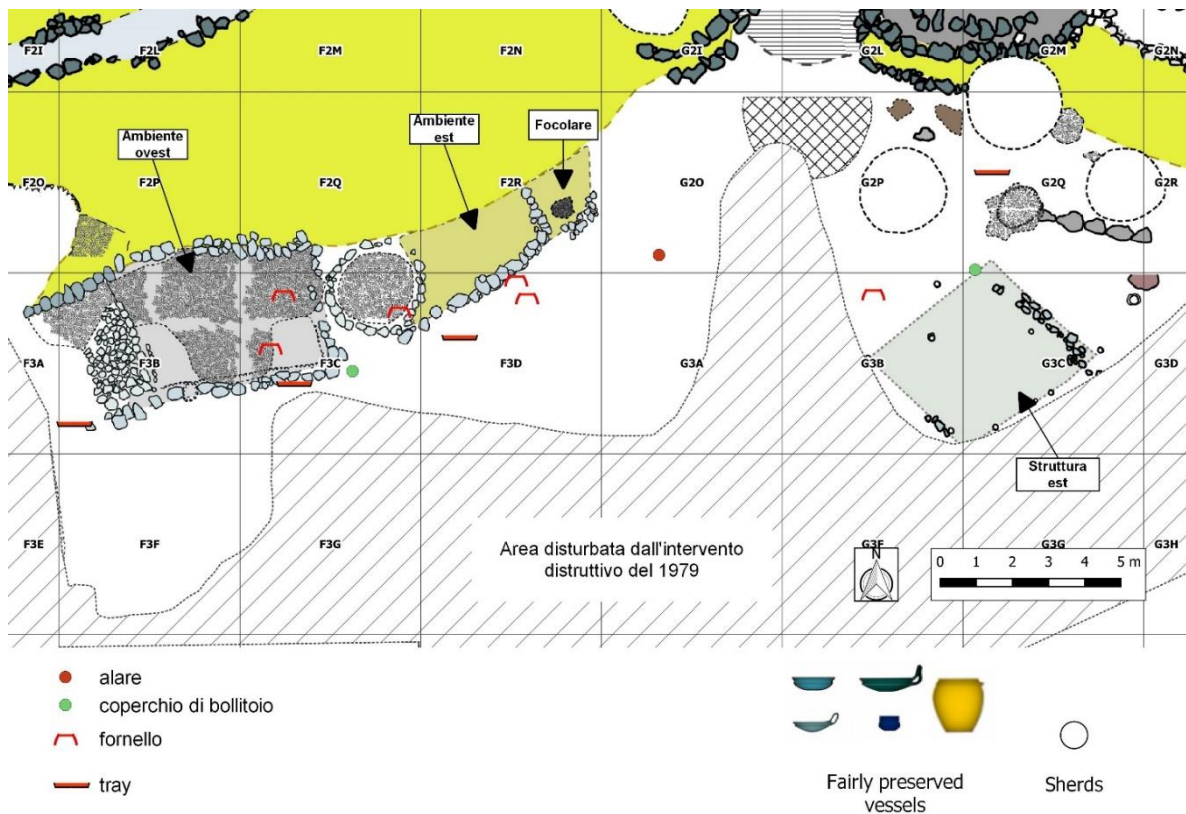 F2I F2L F2M F2N G2I G2L G2M G2N
Ambiente
ovest
Ambiente
est
Focolare
F2O F2P F2Q F2R G2O G2P G2Q G2R
F3A F3B F3C F3D G3A G3B G3C G3D
Struttura
est
F3E F3F F3G G3F G3G G3H
Area disturbata dall'intervento
distruttivo del 1979
N
0 1 2 3 4 5 m
alare
coperchio di bollitoio
fornello
tray
Fairly preserved
vessels
Sherds